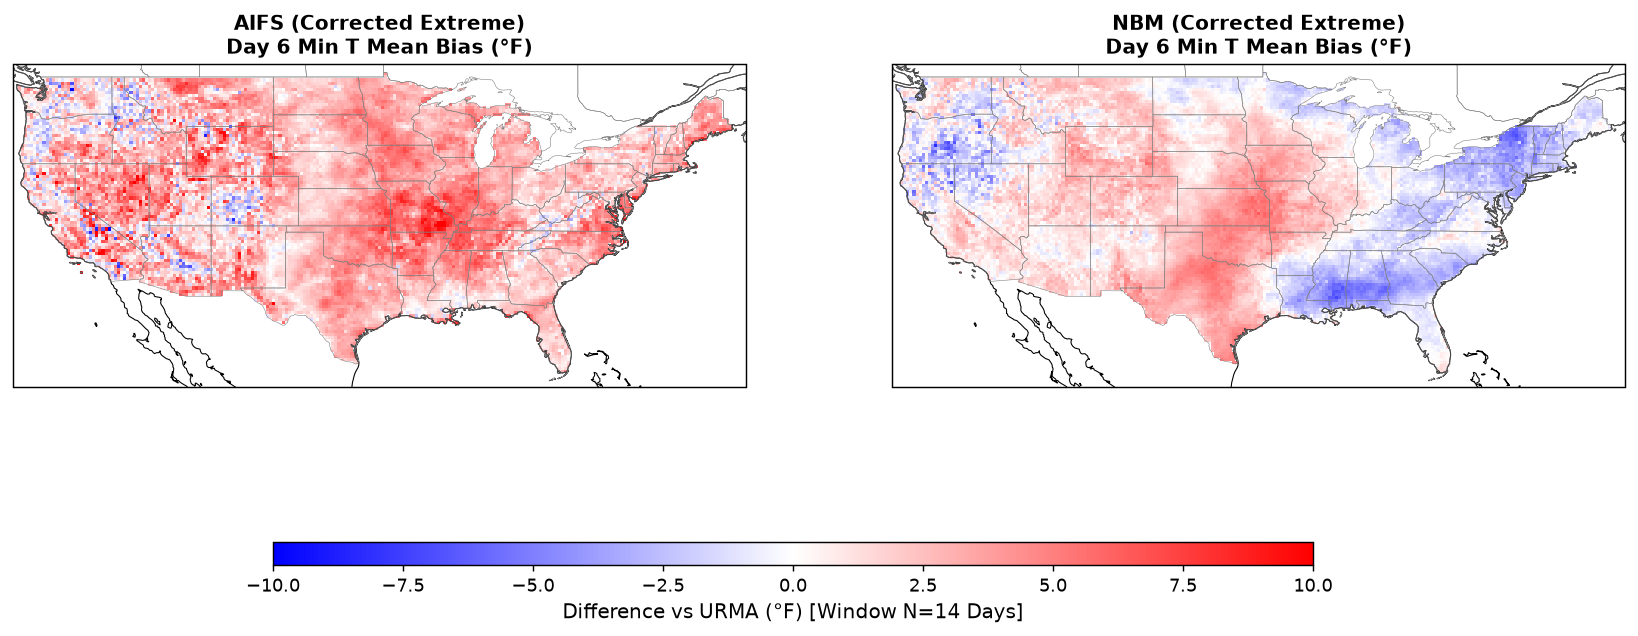 AIFS (Corrected Extreme)
Day 6 Min T Mean Bias (°F)
NBM (Corrected Extreme)
Day 6 Min T Mean Bias (°F)
−10.0 −7.5 −5.0 −2.5 0.0 2.5 5.0 7.5 10.0
Difference vs URMA (°F) [Window N=14 Days]